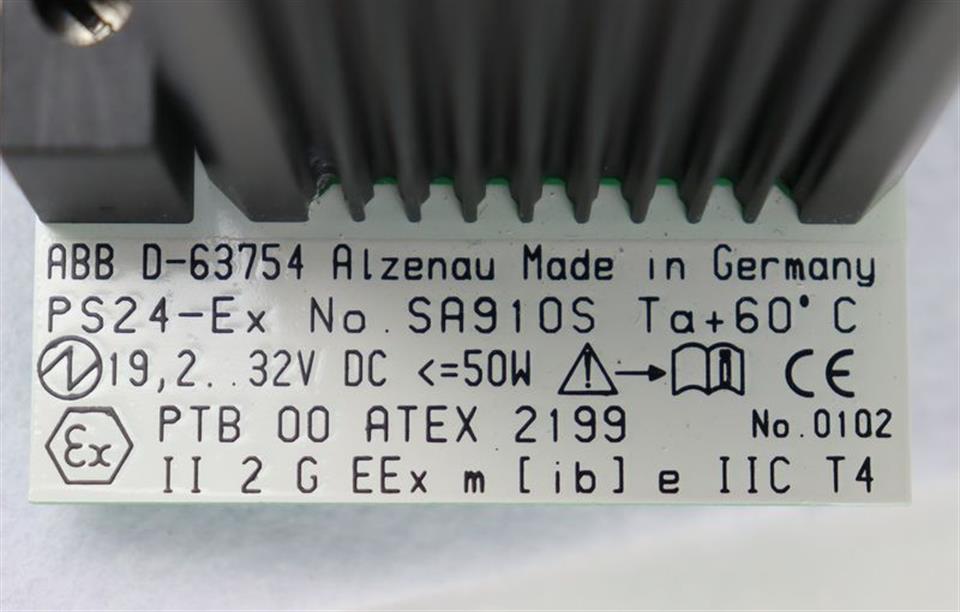 ABB D-63754 Alzenau Made in Germany
PS24-Ex No. SA910S Ta+60°C
19,2..32V DC <=50W CE
Ex PTB 00 ATEX 2199 No.0102
II 2 G EEx m [ib] e IIC T4